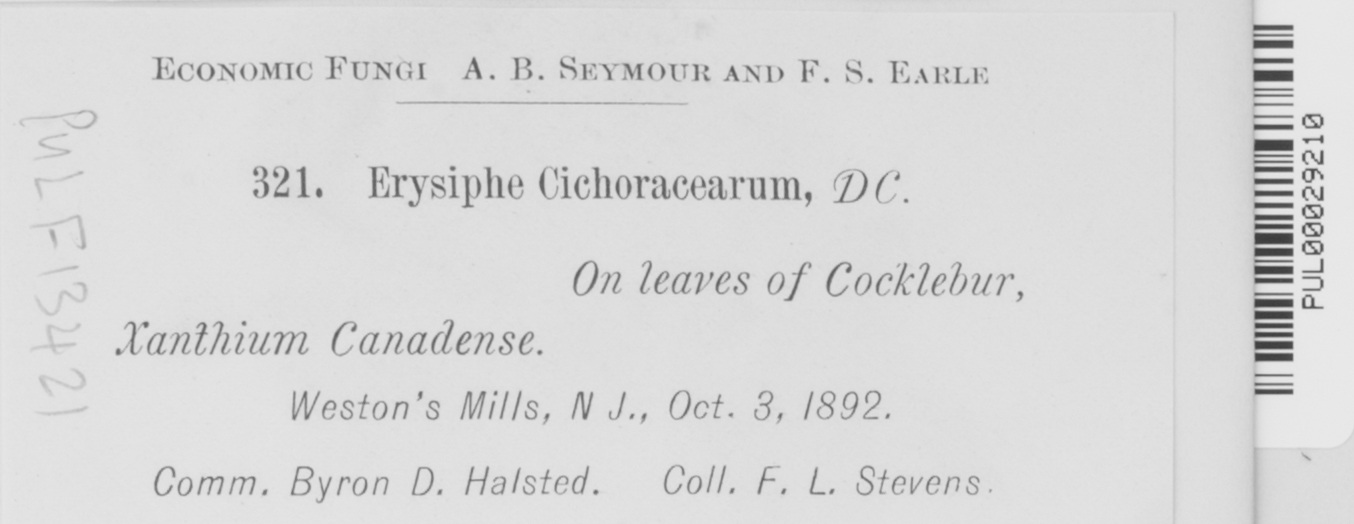 ECONOMIC FUNGI A. B. SEYMOUR AND F. S. EARLE
321. Erysiphe Cichoracearum, DC.
On leaves of Cocklebur,
Xanthium Canadense.
Weston's Mills, N J., Oct. 3, 1892.
Comm. Byron D. Halsted. Coll. F. L. Stevens.
PUL F13421
PUL00029210